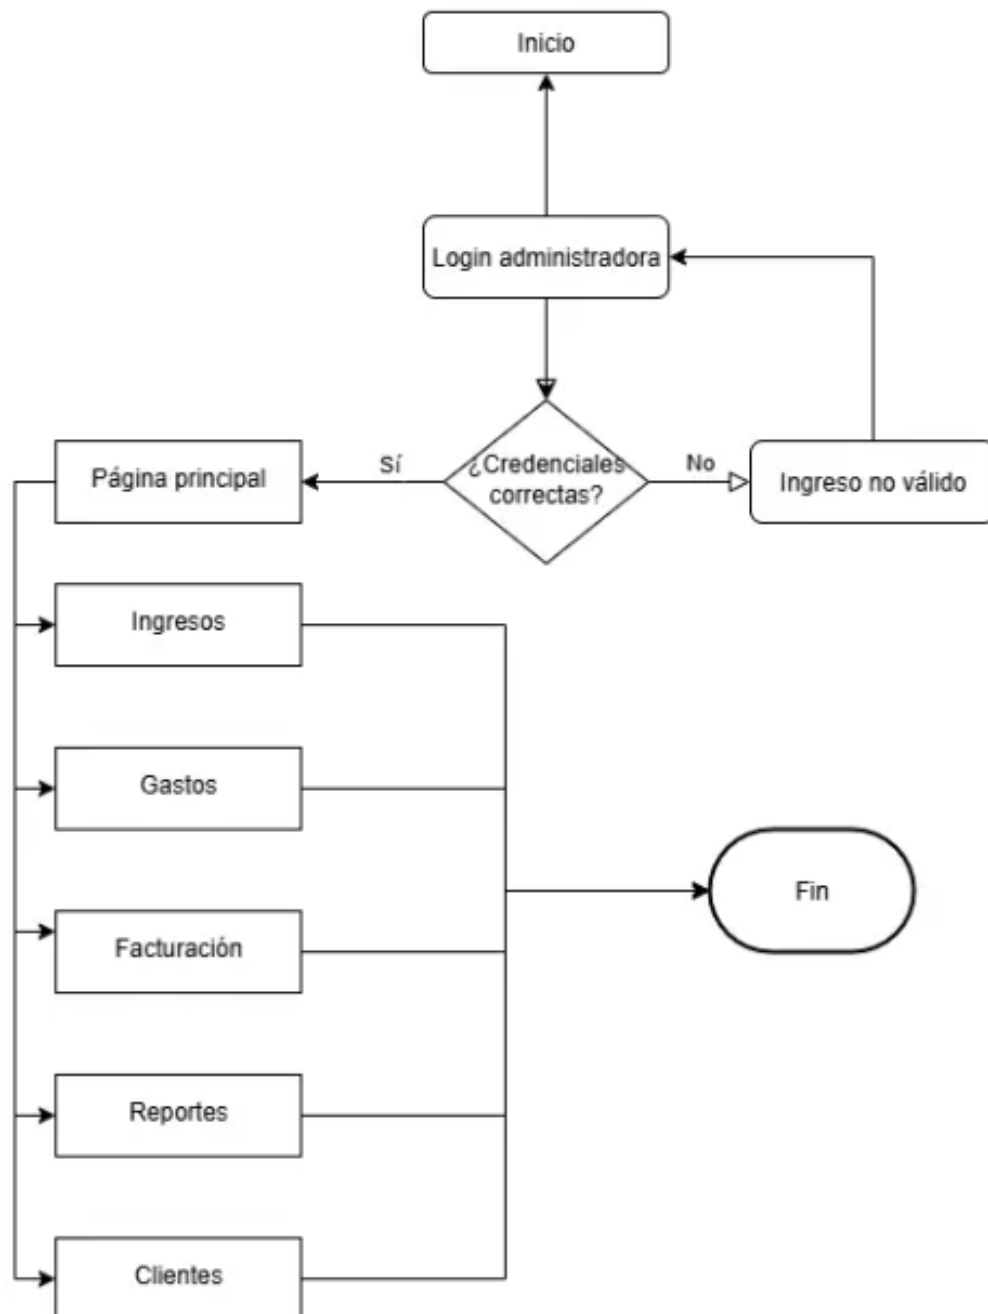 Inicio
Login administradora
¿Credenciales
correctas?
Sí
No
Página principal
Ingreso no válido
Ingresos
Gastos
Facturación
Fin
Reportes
Clientes